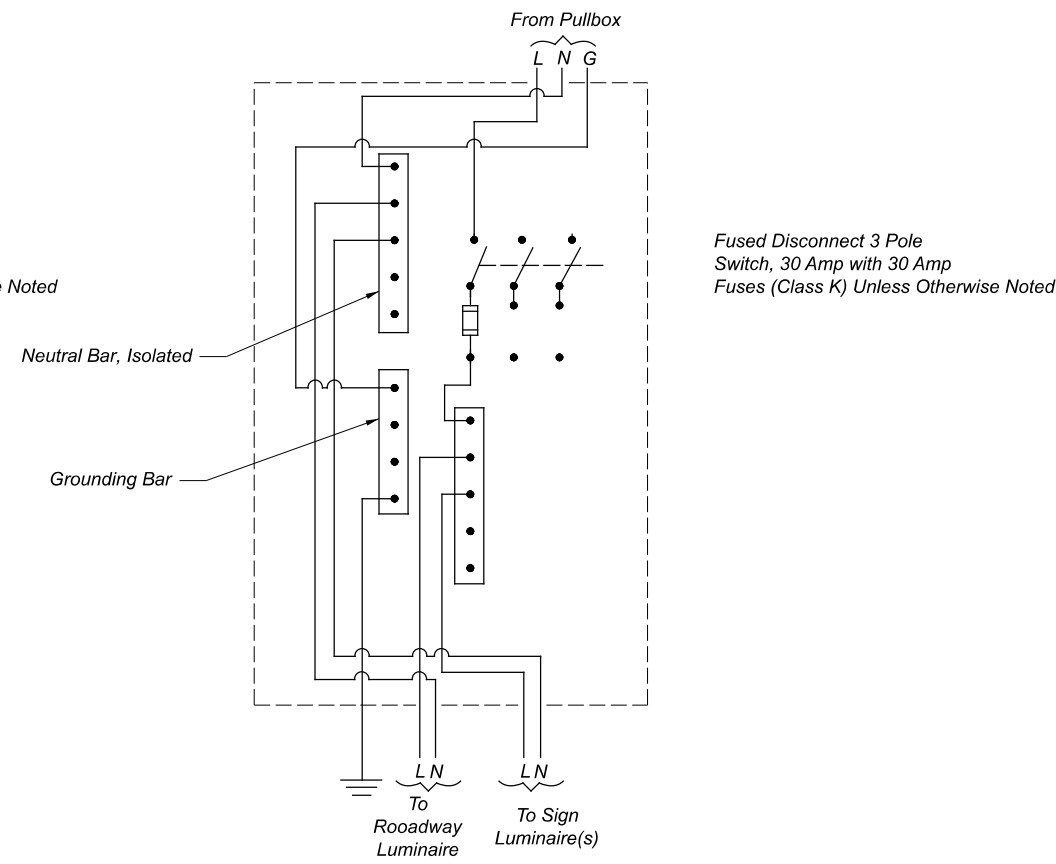 From Pullbox
L N G
Fused Disconnect 3 Pole
Switch, 30 Amp with 30 Amp
Fuses (Class K) Unless Otherwise Noted
Noted
Neutral Bar, Isolated
Grounding Bar
L N
L N
To
Rooadway
Luminaire
To Sign
Luminaire(s)